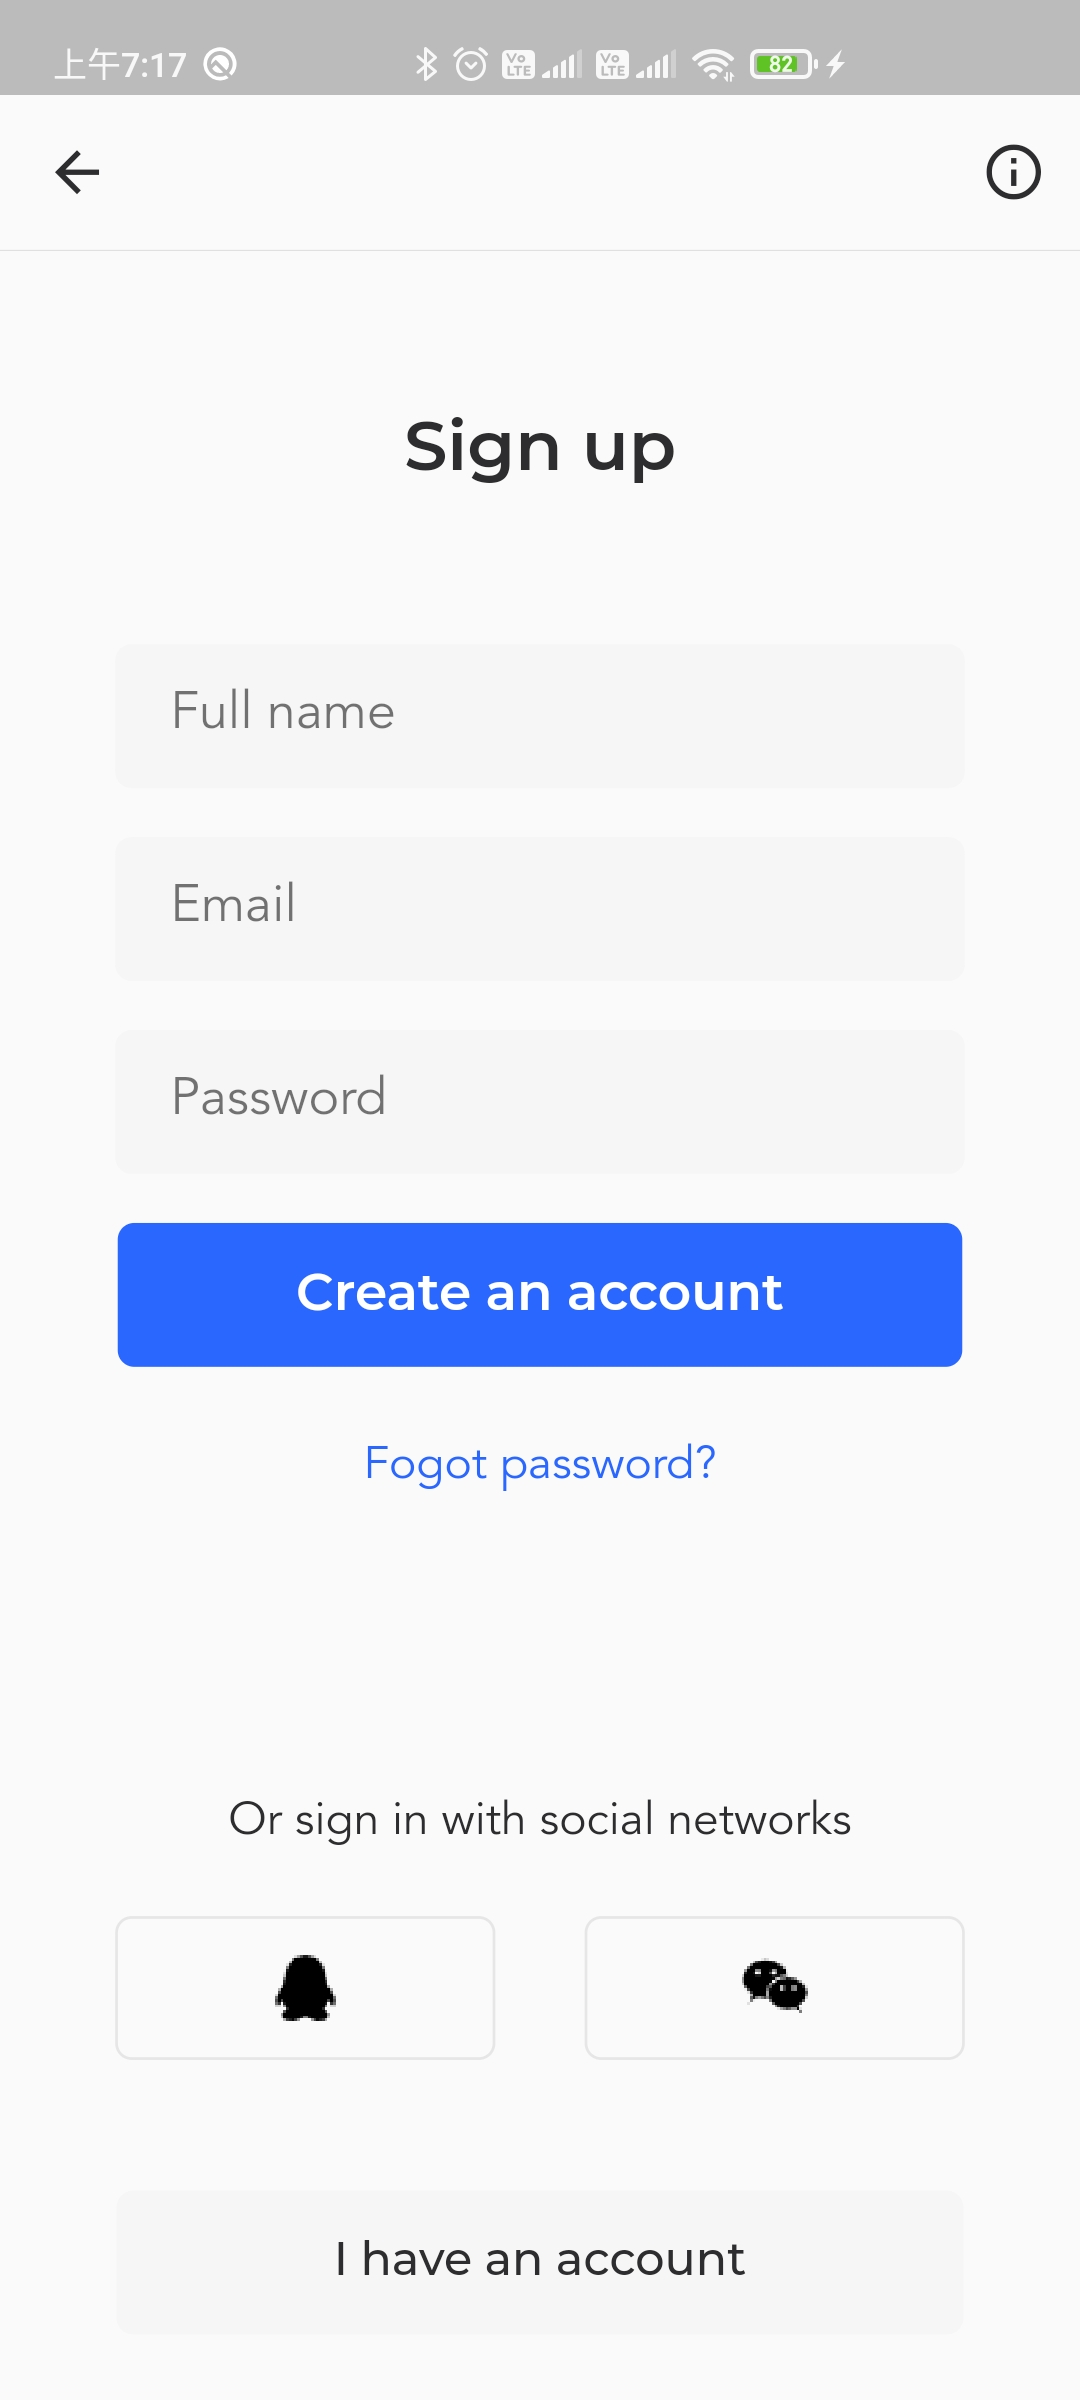 上午7:17 Vo LTE Vo LTE 82
Sign up
Full name
Email
Password
Create an account
Fogot password?
Or sign in with social networks
I have an account